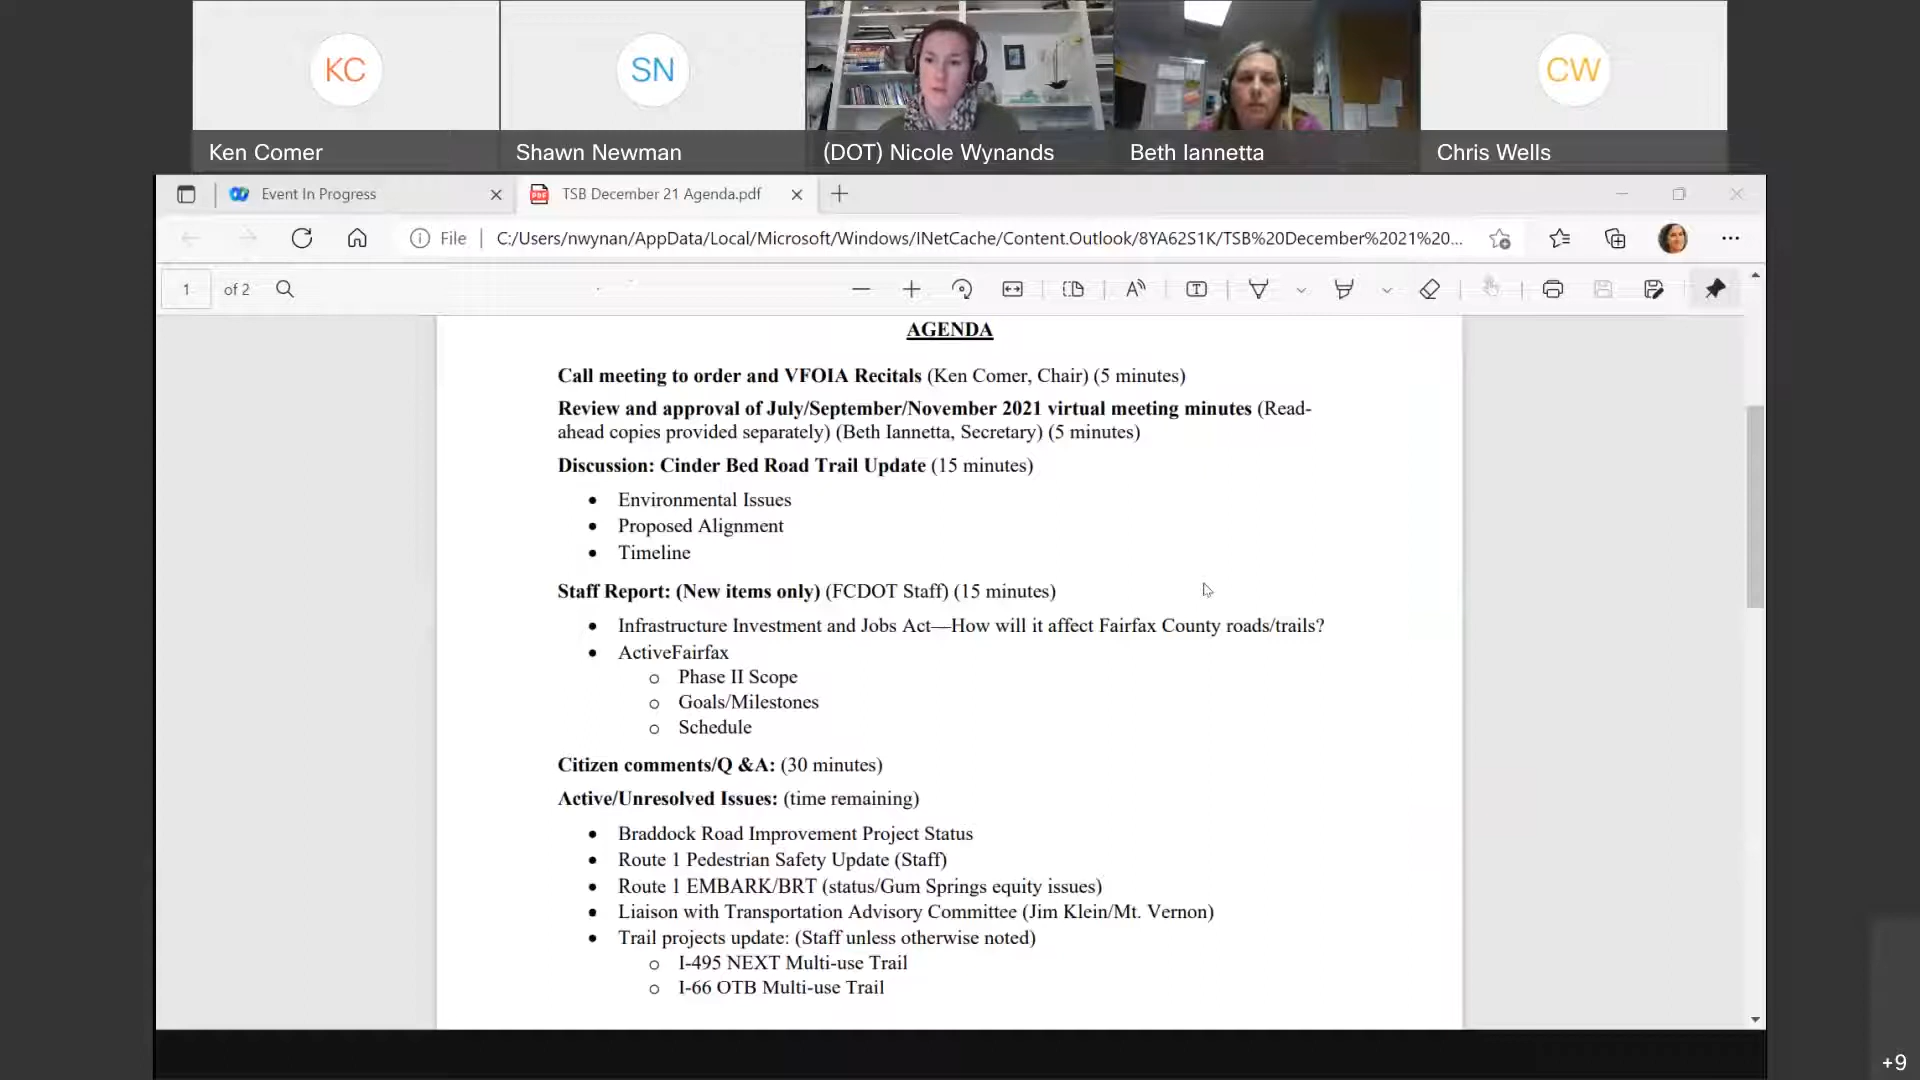 KC
SN
CW
Ken Comer
Shawn Newman
(DOT) Nicole Wynands
Beth Iannetta
Chris Wells
Event In Progress
PDF
TSB December 21 Agenda.pdf
File
C:/Users/nwynan/AppData/Local/Microsoft/Windows/INetCache/Content.Outlook/8YA62S1K/TSB%20December%2021%20...
1
of 2
AGENDA
Call meeting to order and VFOIA Recitals (Ken Comer, Chair) (5 minutes)
Review and approval of July/September/November 2021 virtual meeting minutes (Read-
ahead copies provided separately) (Beth Iannetta, Secretary) (5 minutes)
Discussion: Cinder Bed Road Trail Update (15 minutes)
• Environmental Issues
• Proposed Alignment
• Timeline
Staff Report: (New items only) (FCDOT Staff) (15 minutes)
• Infrastructure Investment and Jobs Act—How will it affect Fairfax County roads/trails?
• ActiveFairfax
o Phase II Scope
o Goals/Milestones
o Schedule
Citizen comments/Q &A: (30 minutes)
Active/Unresolved Issues: (time remaining)
• Braddock Road Improvement Project Status
• Route 1 Pedestrian Safety Update (Staff)
• Route 1 EMBARK/BRT (status/Gum Springs equity issues)
• Liaison with Transportation Advisory Committee (Jim Klein/Mt. Vernon)
• Trail projects update: (Staff unless otherwise noted)
o I-495 NEXT Multi-use Trail
o I-66 OTB Multi-use Trail
+9